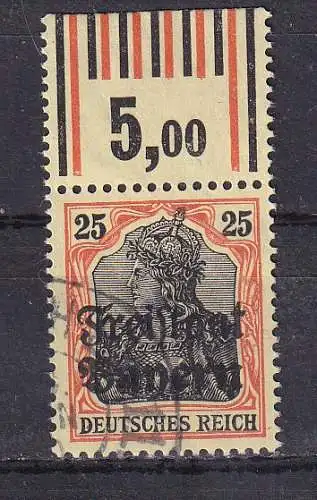 5,00
25 25
Freistaat
Bayern
DEUTSCHES REICH